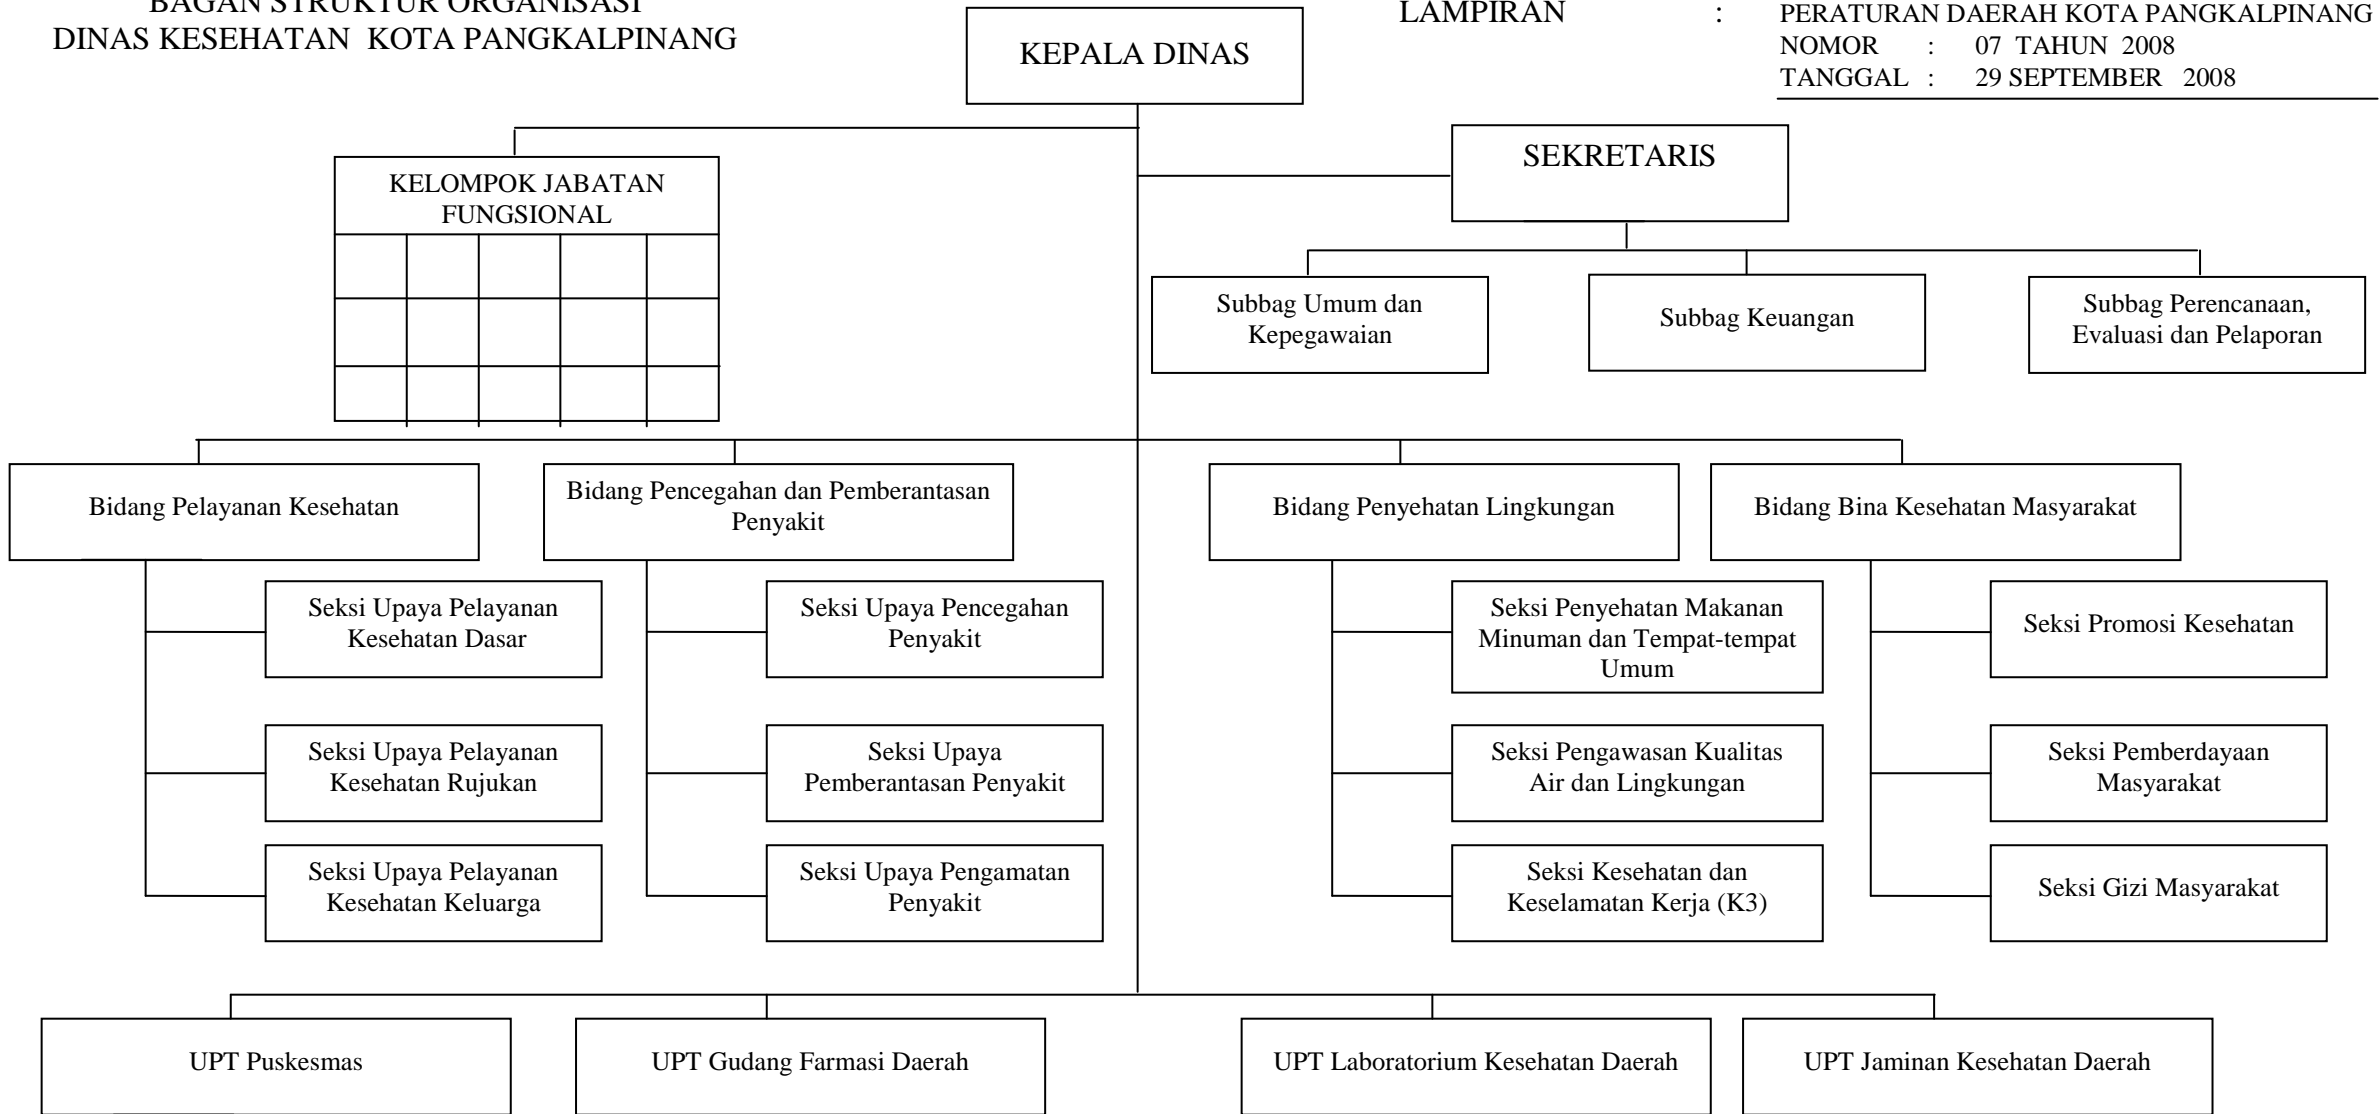 BAGAN STRUKTUR ORGANISASI
DINAS KESEHATAN KOTA PANGKALPINANG
KEPALA DINAS
LAMPIRAN : PERATURAN DAERAH KOTA PANGKALPINANG
NOMOR : 07 TAHUN 2008
TANGGAL : 29 SEPTEMBER 2008
KELOMPOK JABATAN
FUNGSIONAL
SEKRETARIS
Subbag Umum dan
Kepegawaian
Subbag Keuangan
Subbag Perencanaan,
Evaluasi dan Pelaporan
Bidang Pelayanan Kesehatan
Bidang Pencegahan dan Pemberantasan
Penyakit
Bidang Penyehatan Lingkungan
Bidang Bina Kesehatan Masyarakat
Seksi Upaya Pelayanan
Kesehatan Dasar
Seksi Upaya Pencegahan
Penyakit
Seksi Penyehatan Makanan
Minuman dan Tempat-tempat
Umum
Seksi Promosi Kesehatan
Seksi Upaya Pelayanan
Kesehatan Rujukan
Seksi Upaya
Pemberantasan Penyakit
Seksi Pengawasan Kualitas
Air dan Lingkungan
Seksi Pemberdayaan
Masyarakat
Seksi Upaya Pelayanan
Kesehatan Keluarga
Seksi Upaya Pengamatan
Penyakit
Seksi Kesehatan dan
Keselamatan Kerja (K3)
Seksi Gizi Masyarakat
UPT Puskesmas
UPT Gudang Farmasi Daerah
UPT Laboratorium Kesehatan Daerah
UPT Jaminan Kesehatan Daerah